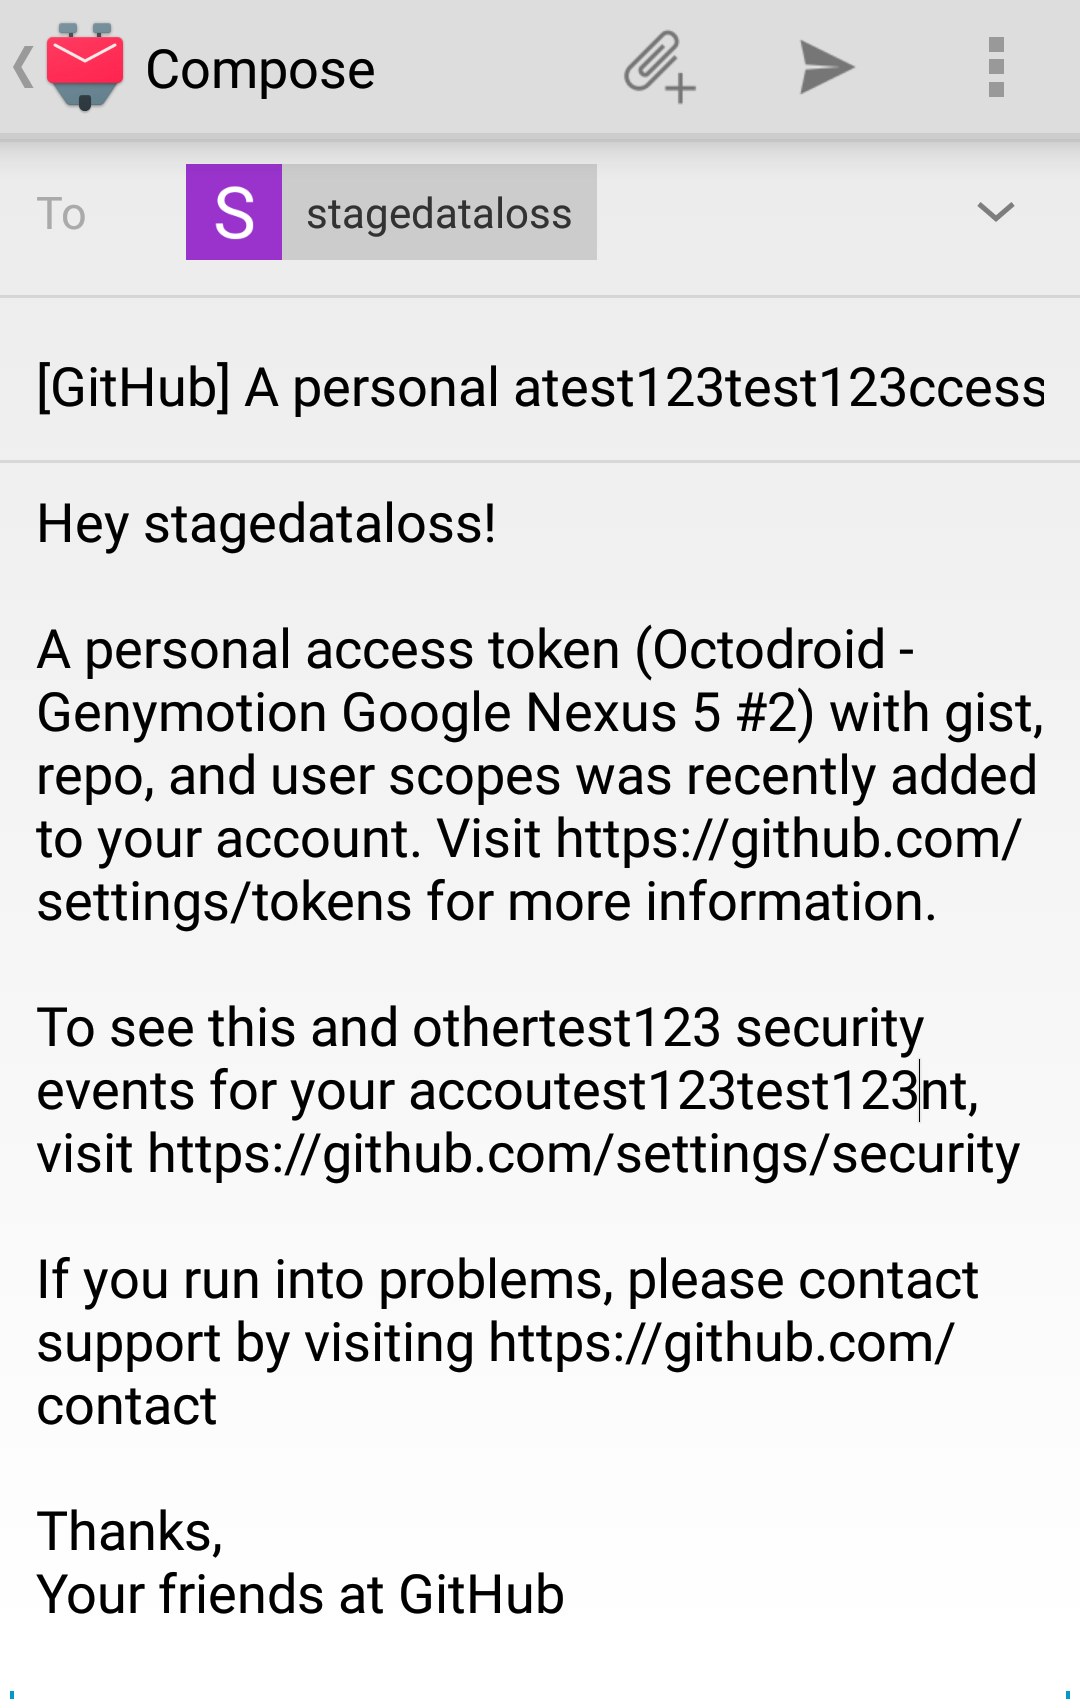 Compose
To
S
stagedataloss
[GitHub] A personal atest123test123ccess
Hey stagedataloss!
A personal access token (Octodroid -
Genymotion Google Nexus 5 #2) with gist,
repo, and user scopes was recently added
to your account. Visit https://github.com/
settings/tokens for more information.
To see this and othertest123 security
events for your accoutest123test123nt,
visit https://github.com/settings/security
If you run into problems, please contact
support by visiting https://github.com/
contact
Thanks,
Your friends at GitHub